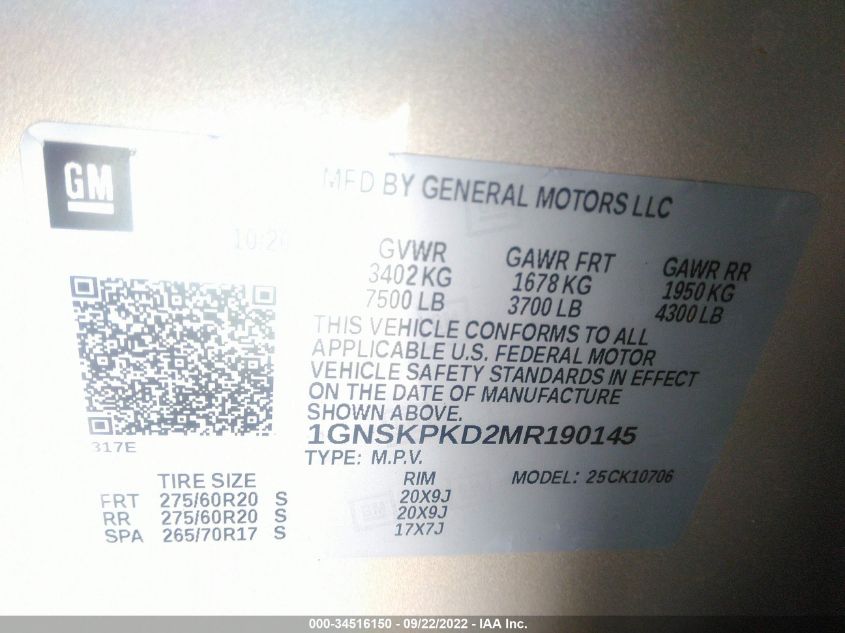 GM
MFD BY GENERAL MOTORS LLC
10/20
GVWR GAWR FRT GAWR RR
3402 KG 1678 KG 1950 KG
7500 LB 3700 LB 4300 LB
THIS VEHICLE CONFORMS TO ALL
APPLICABLE U.S. FEDERAL MOTOR
VEHICLE SAFETY STANDARDS IN EFFECT
ON THE DATE OF MANUFACTURE
SHOWN ABOVE.
1GNSKPKD2MR190145
317E
TYPE: M.P.V.
MODEL: 25CK10706
TIRE SIZE RIM
FRT 275/60R20 S 20X9J
RR 275/60R20 S 20X9J
SPA 265/70R17 S 17X7J
000-34516150 - 09/22/2022 - IAA Inc.